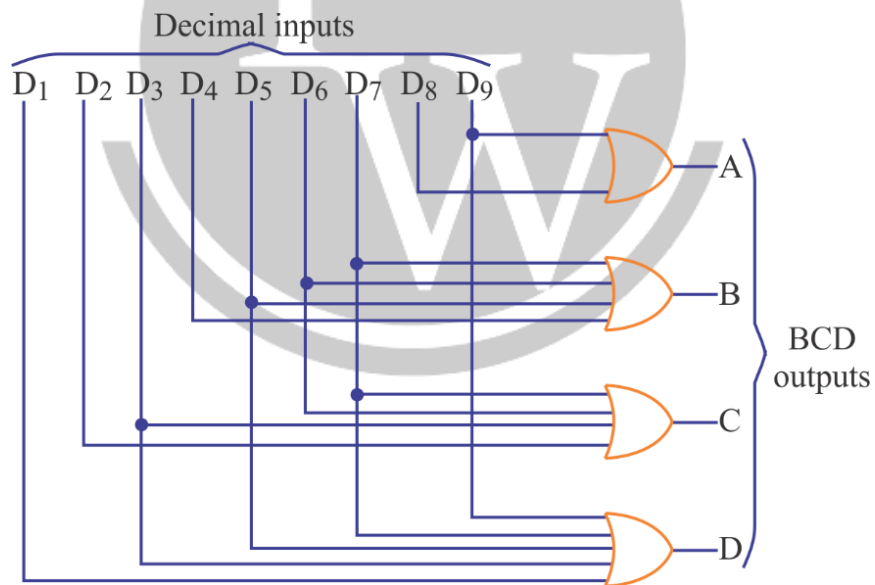 Decimal inputs
D1 D2 D3 D4 D5 D6 D7 D8 D9
A
B
BCD
outputs
C
D